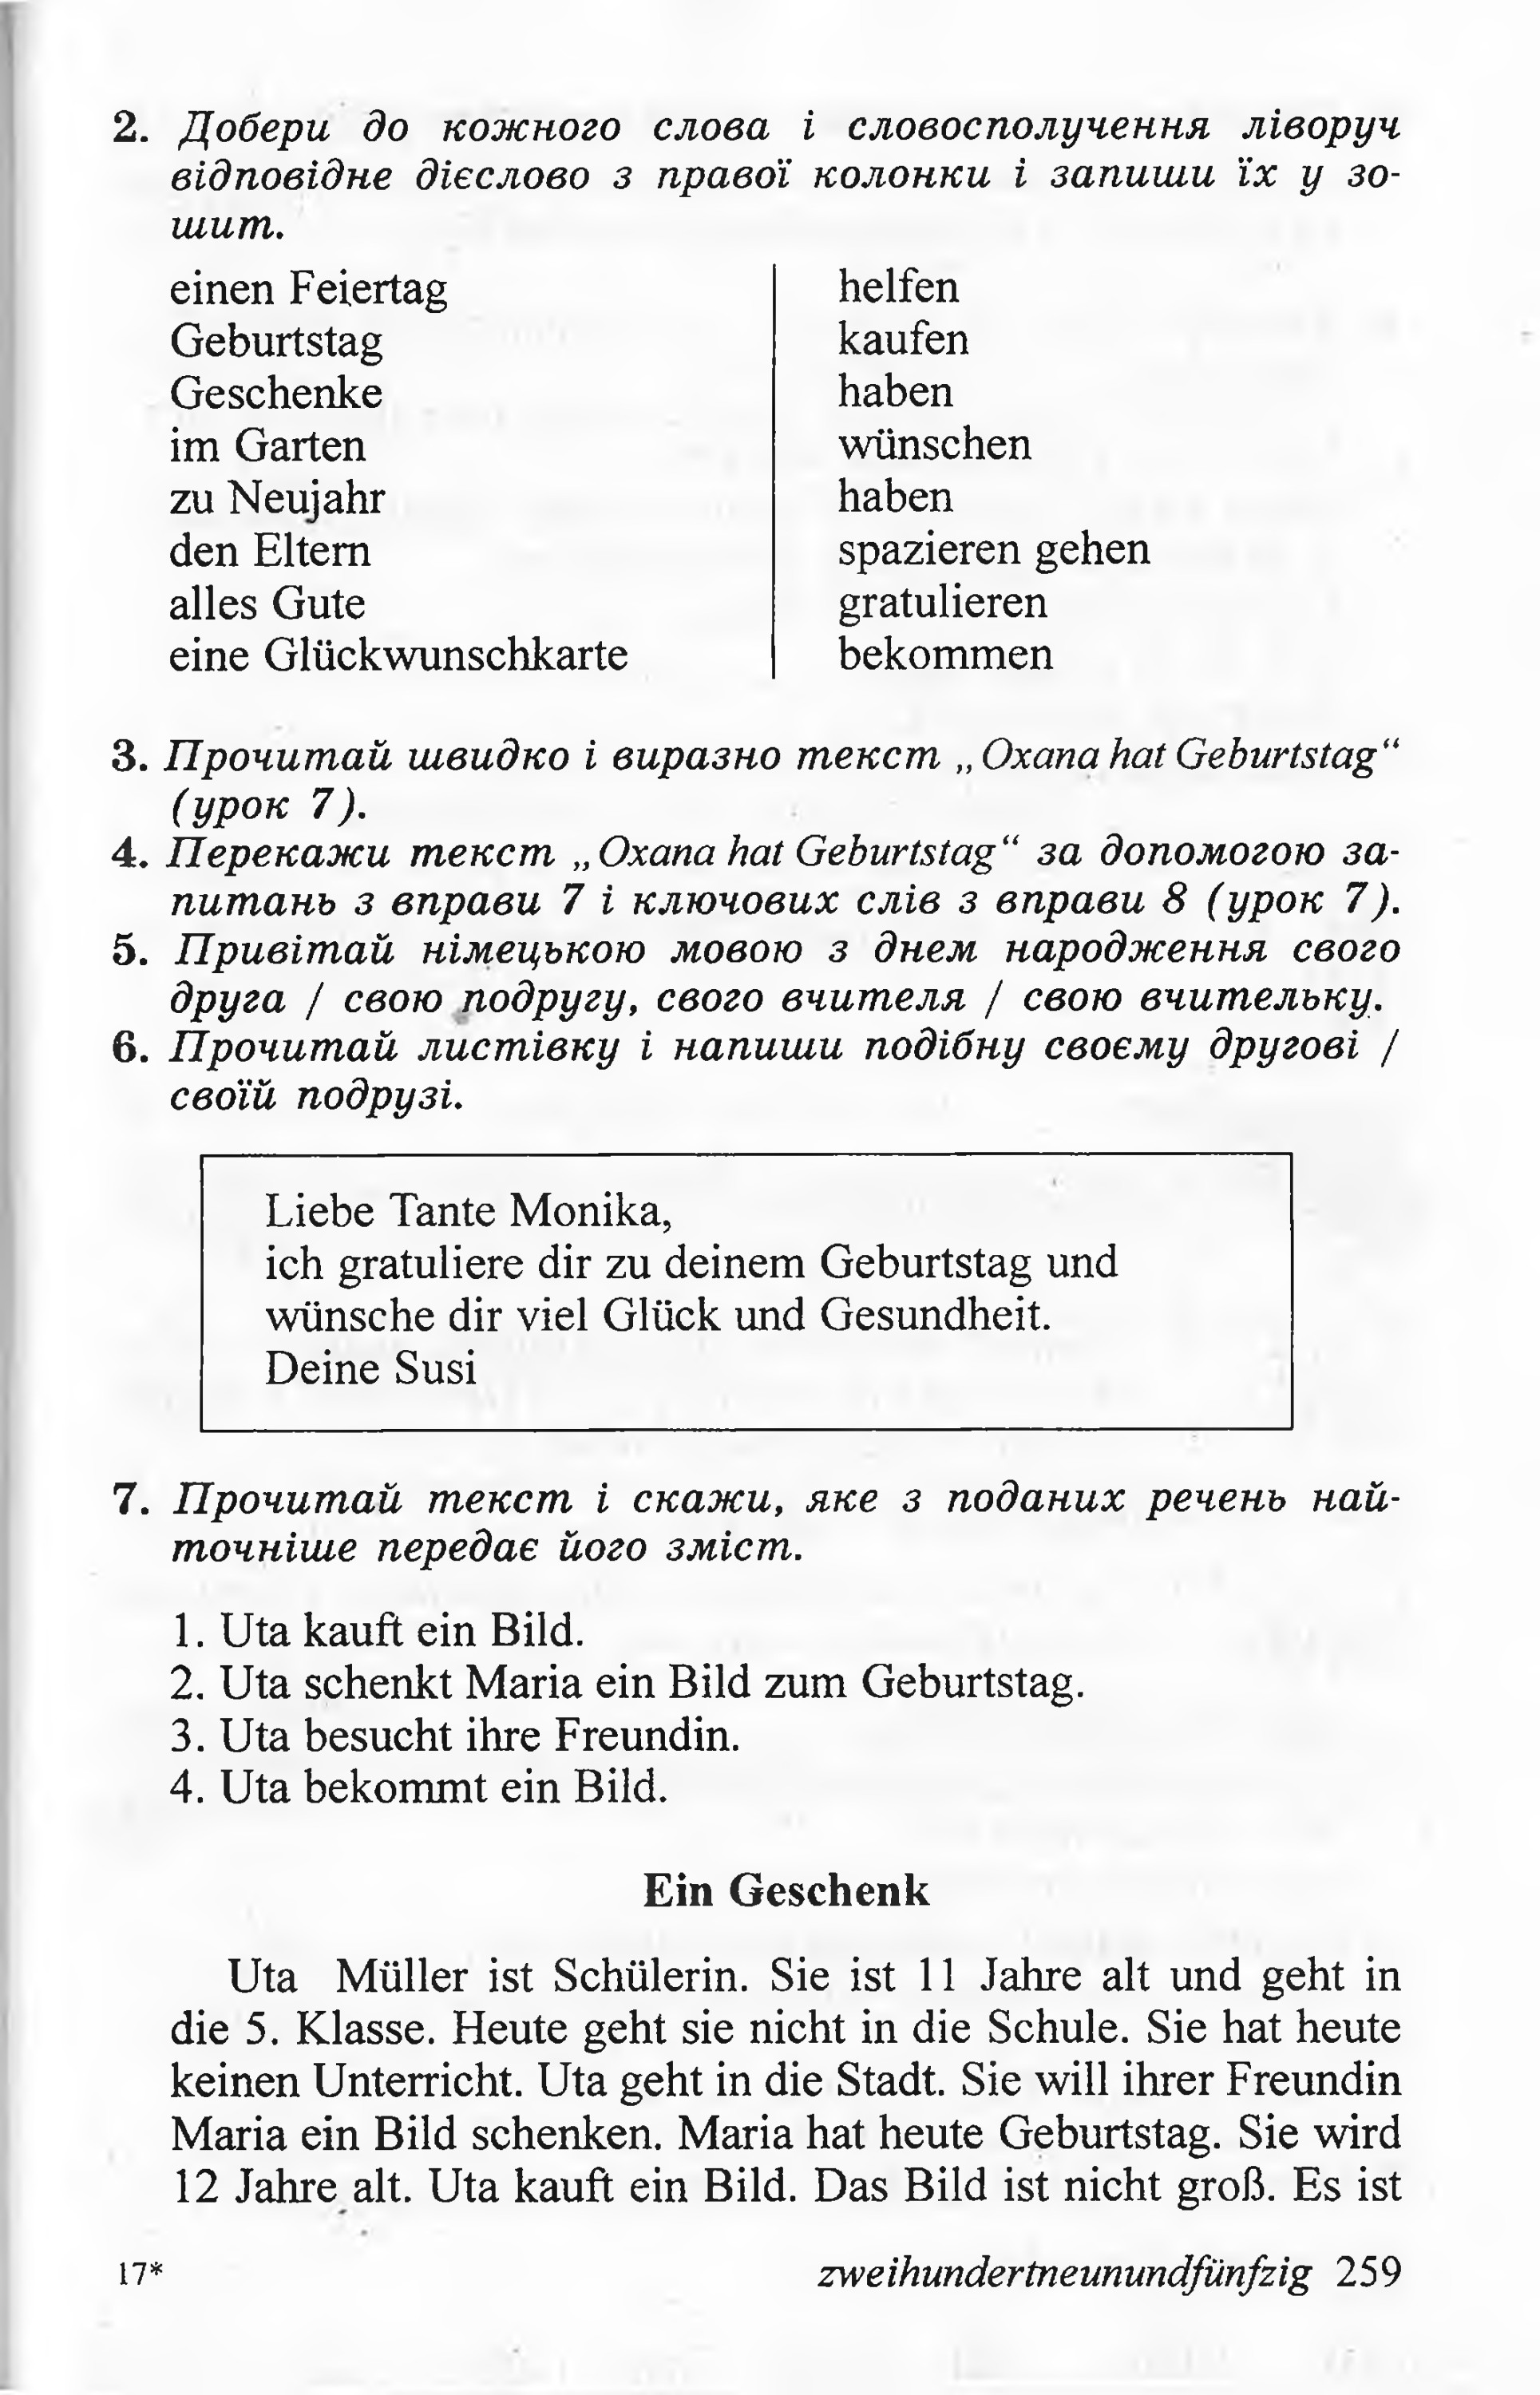 2. Добери до кожного слова і словосполучення ліворуч
відповідне дієслово з правої колонки і запиши їх у зо-
шит.
einen Feiertag
Geburtstag
Geschenke
im Garten
zu Neujahr
den Eltern
alles Gute
eine Glückwunschkarte
helfen
kaufen
haben
wünschen
haben
spazieren gehen
gratulieren
bekommen
3. Прочитай швидко і виразно текст „Oxana hat Geburtstag“
(урок 7).
4. Перекажи текст „Oxana hat Geburtstag“ за допомогою за-
питань з вправи 7 і ключових слів з вправи 8 (урок 7).
5. Привітай німецькою мовою з днем народження свого
друга / свою подругу, свого вчителя / свою вчительку.
6. Прочитай листівку і напиши подібну своєму другові /
своїй подрузі.
Liebe Tante Monika,
ich gratuliere dir zu deinem Geburtstag und
wünsche dir viel Glück und Gesundheit.
Deine Susi
7. Прочитай текст і скажи, яке з поданих речень най-
точніше передає його зміст.
1. Uta kauft ein Bild.
2. Uta schenkt Maria ein Bild zum Geburtstag.
3. Uta besucht ihre Freundin.
4. Uta bekommt ein Bild.
Ein Geschenk
Uta Müller ist Schülerin. Sie ist 11 Jahre alt und geht in
die 5. Klasse. Heute geht sie nicht in die Schule. Sie hat heute
keinen Unterricht. Uta geht in die Stadt. Sie will ihrer Freundin
Maria ein Bild schenken. Maria hat heute Geburtstag. Sie wird
12 Jahre alt. Uta kauft ein Bild. Das Bild ist nicht groß. Es ist
17* zweihundertneunundfünfzig 259